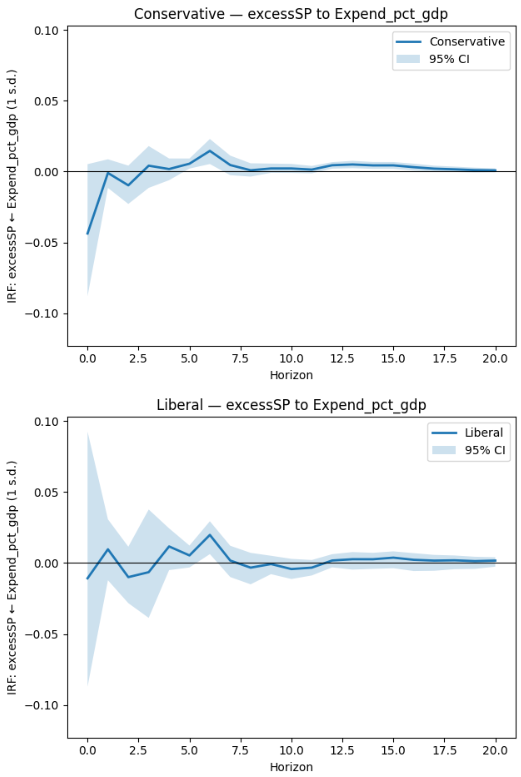 Conservative — excessSP to Expend_pct_gdp
IRF: excessSP ← Expend_pct_gdp (1 s.d.)
0.10
0.05
0.00
−0.05
−0.10
Conservative
95% CI
0.0 2.5 5.0 7.5 10.0 12.5 15.0 17.5 20.0
Horizon
Liberal — excessSP to Expend_pct_gdp
IRF: excessSP ← Expend_pct_gdp (1 s.d.)
0.10
0.05
0.00
−0.05
−0.10
Liberal
95% CI
0.0 2.5 5.0 7.5 10.0 12.5 15.0 17.5 20.0
Horizon